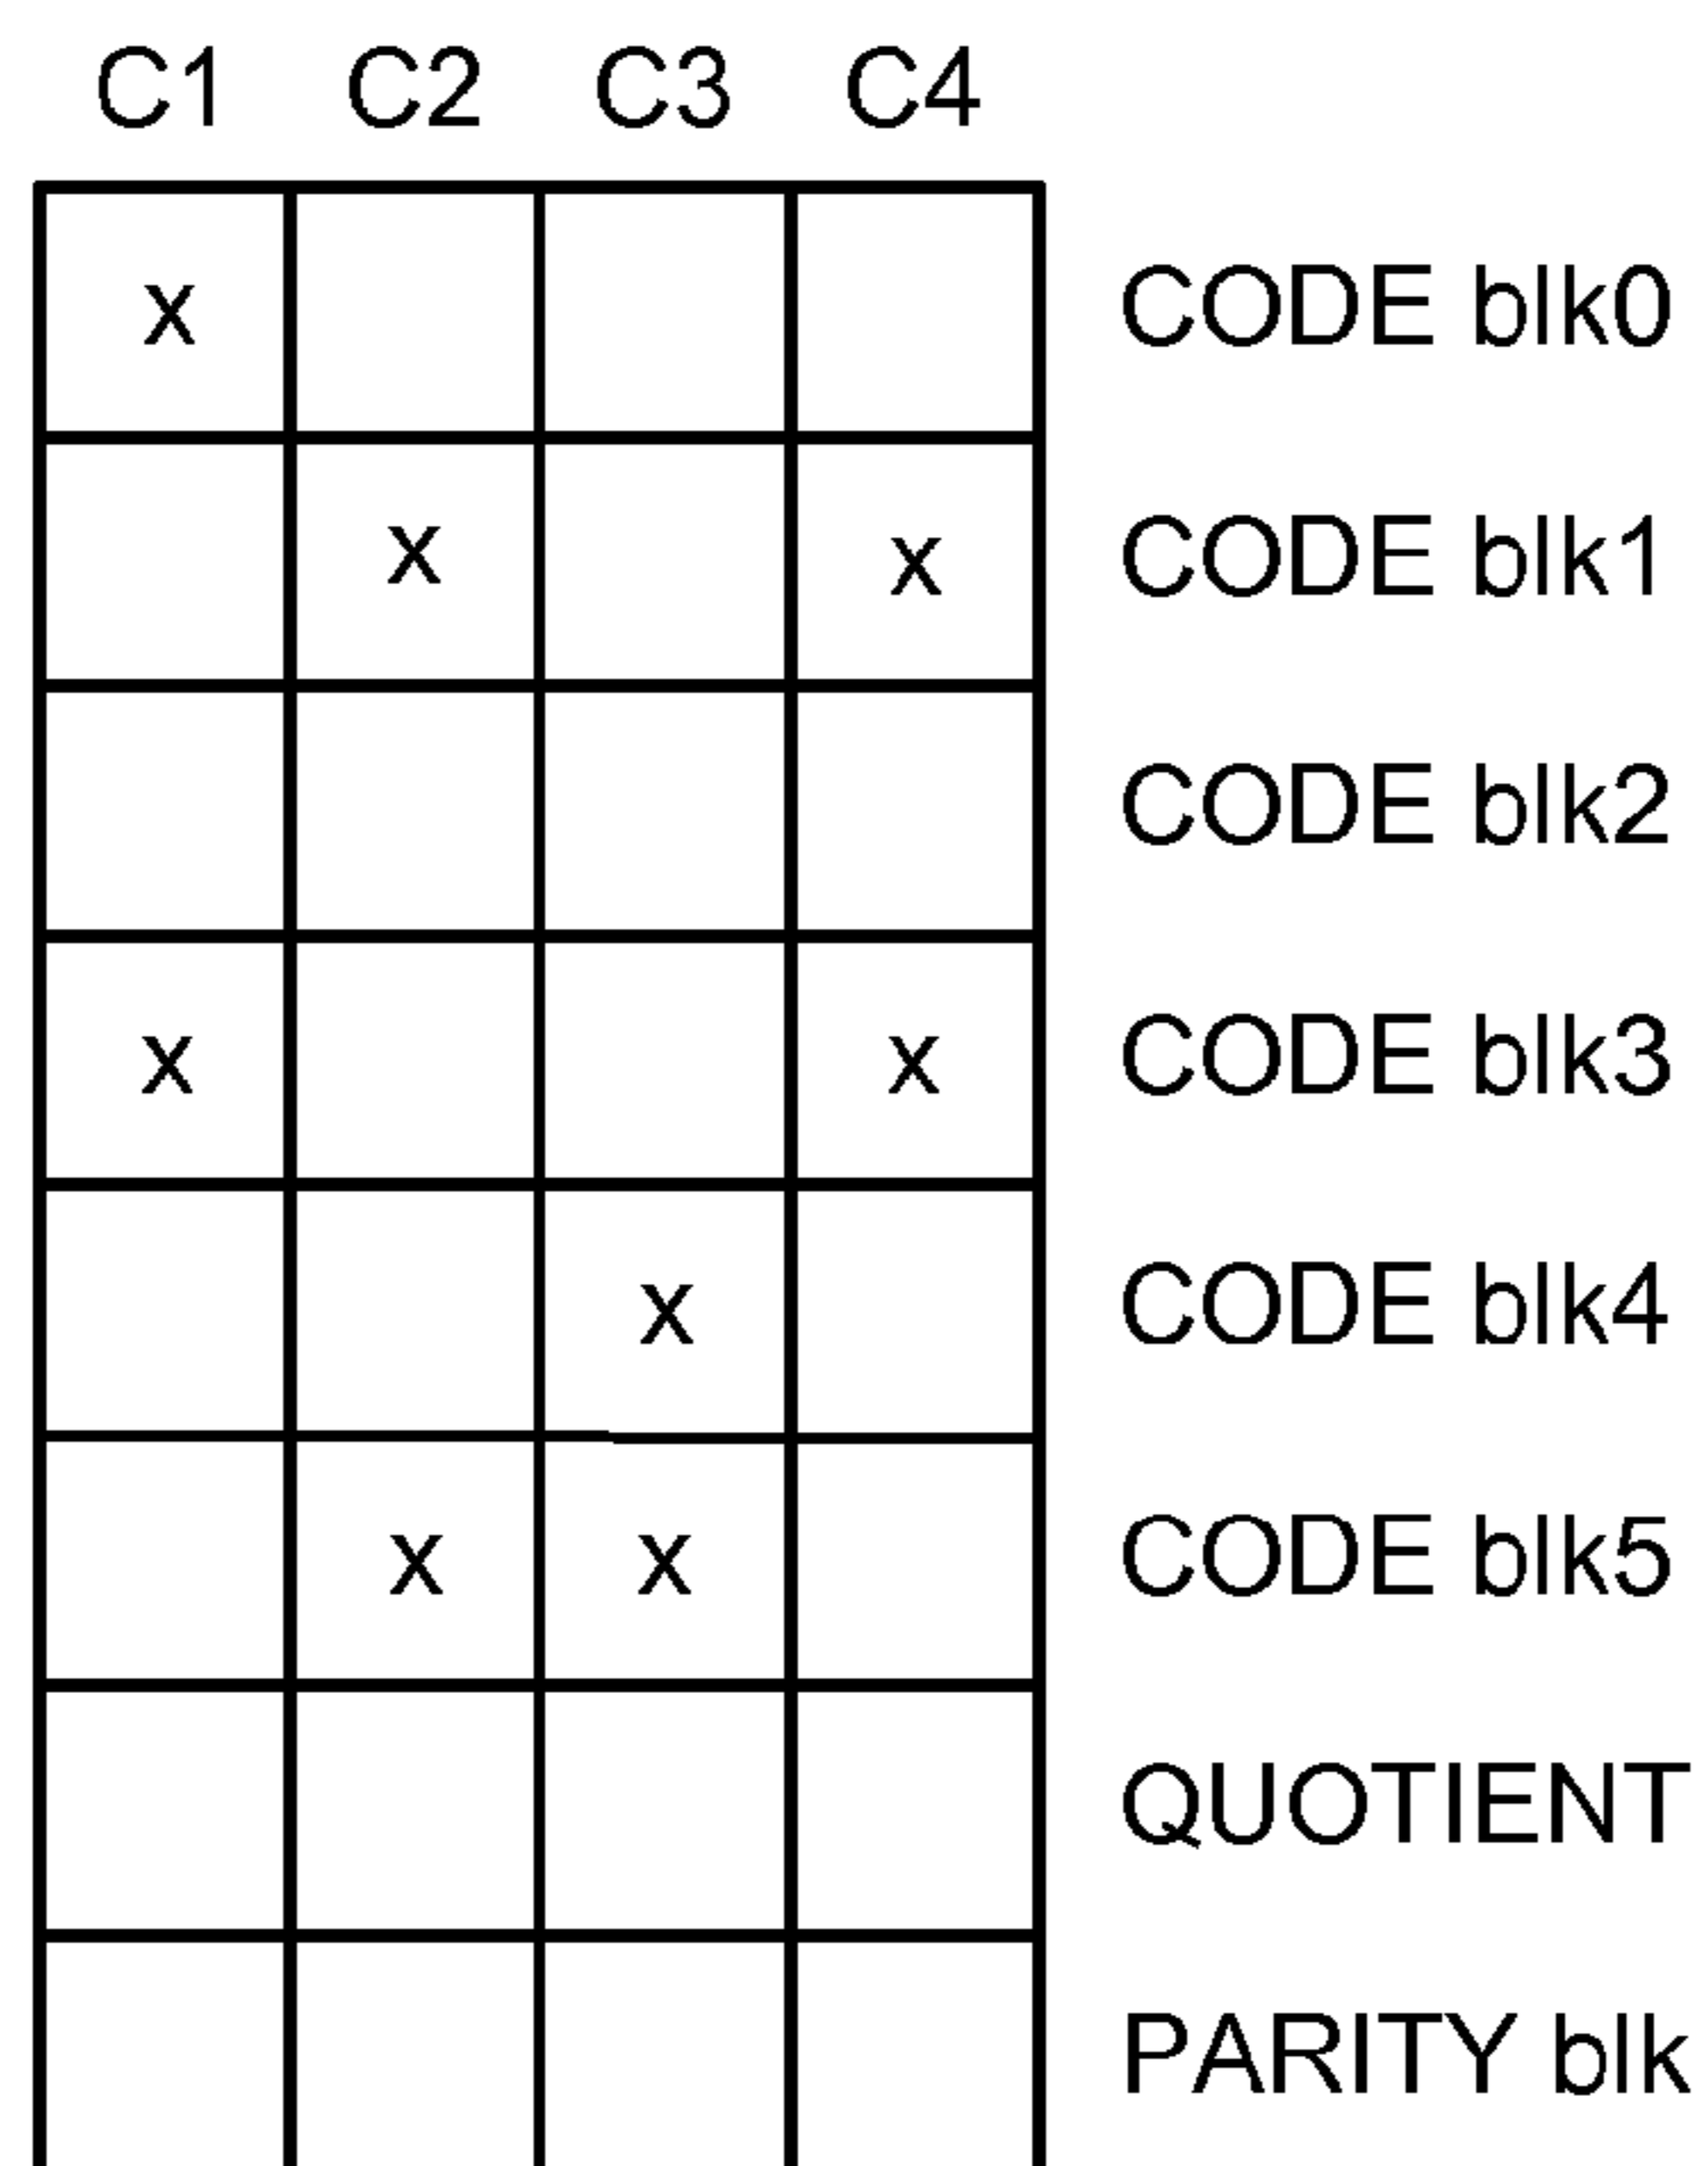 C1 C2 C3 C4
x CODE blk0
x x CODE blk1
CODE blk2
x x CODE blk3
x CODE blk4
x x CODE blk5
QUOTIENT
PARITY blk